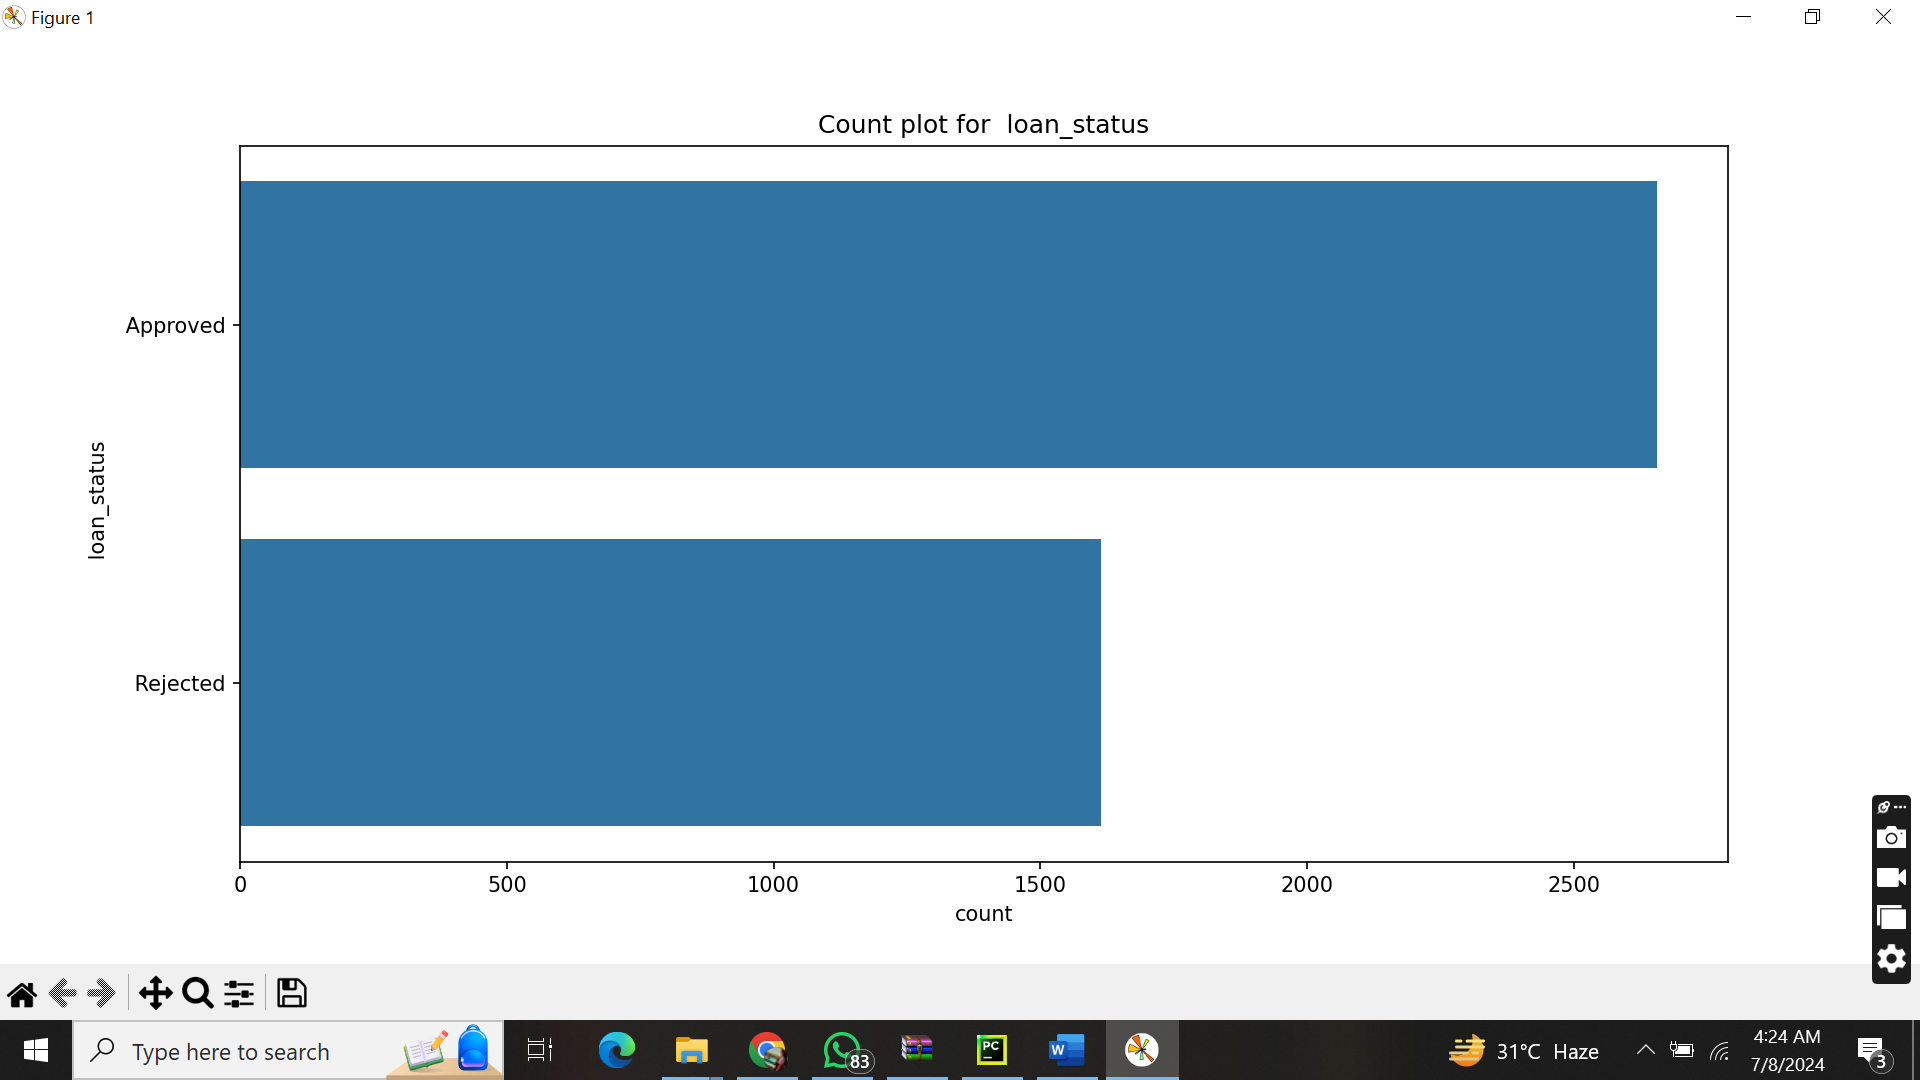 Figure 1
Count plot for  loan_status
Approved
loan_status
Rejected
0 500 1000 1500 2000 2500
count
Type here to search
83
PC
W
31°C Haze
4:24 AM
7/8/2024
3